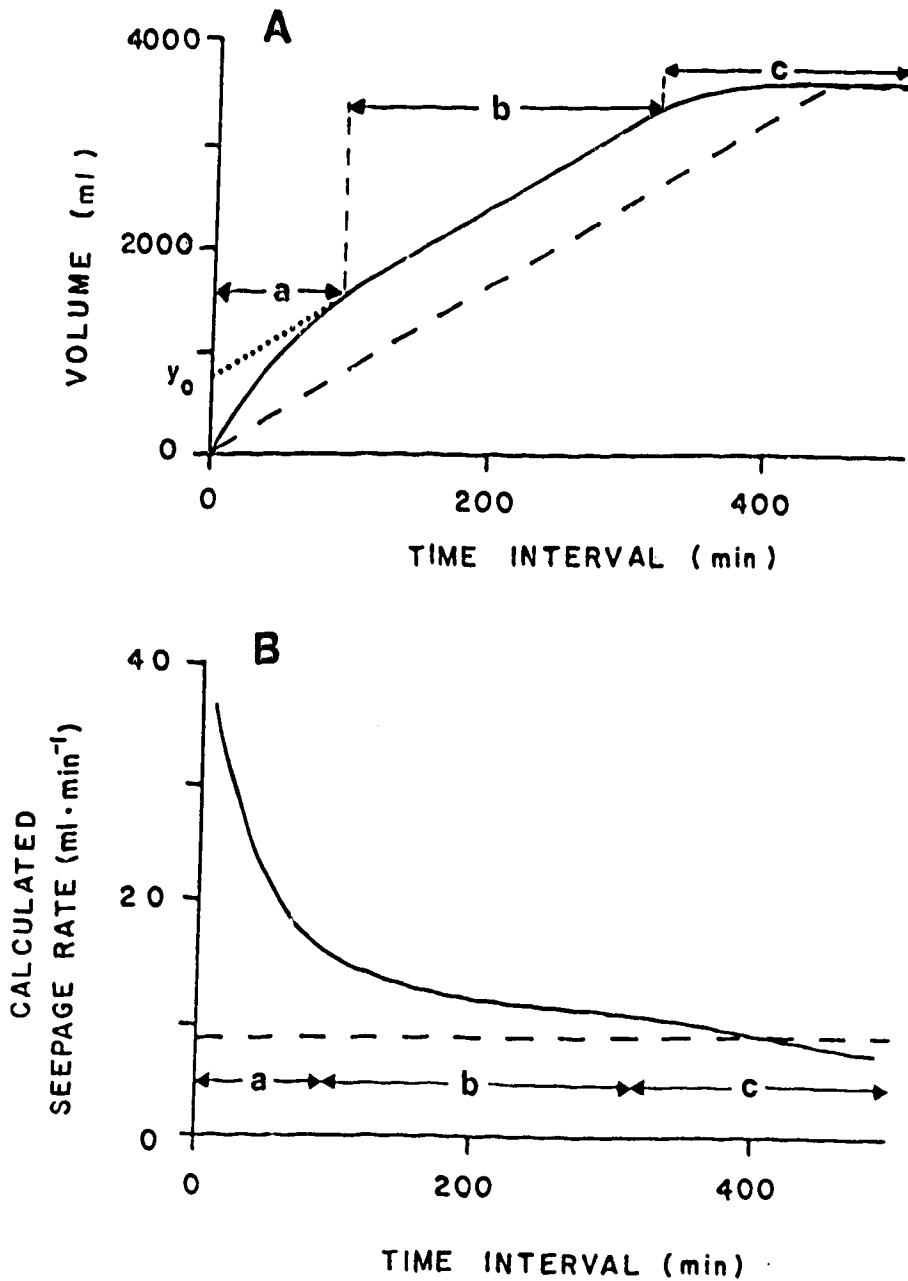 A
4000
c
b
VOLUME (ml)
2000
a
y₀
0
0
200
400
TIME INTERVAL (min)
B
40
CALCULATED
SEEPAGE RATE (ml·min⁻¹)
20
a
b
c
0
0
200
400
TIME INTERVAL (min)